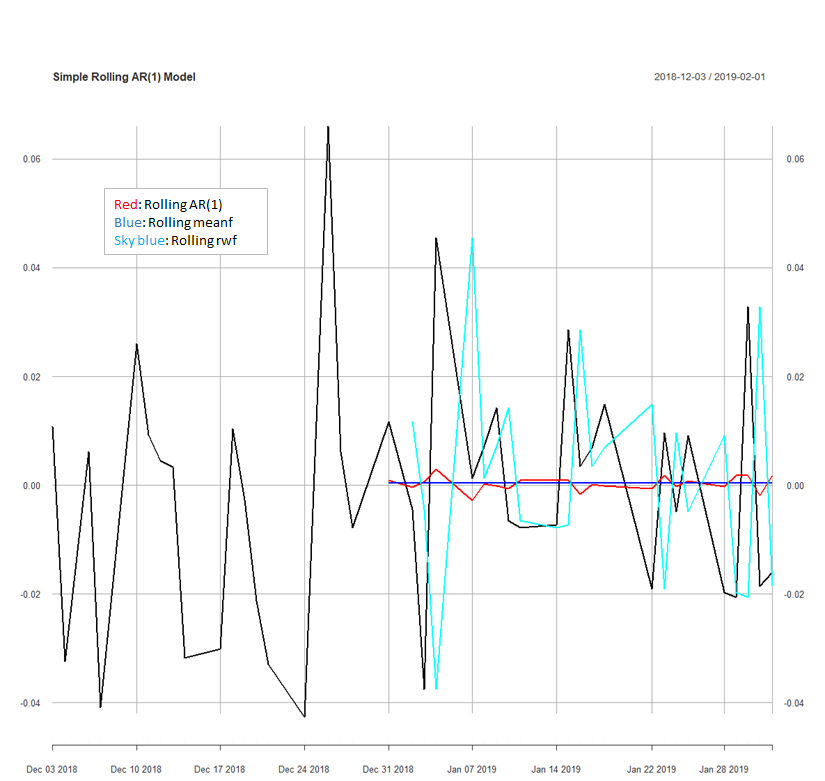 Simple Rolling AR(1) Model
2018-12-03 / 2019-02-01
0.06
0.06
Red: Rolling AR(1)
Blue: Rolling meanf
Sky blue: Rolling rwf
0.04
0.04
0.02
0.02
0.00
0.00
-0.02
-0.02
-0.04
-0.04
Dec 03 2018 Dec 10 2018 Dec 17 2018 Dec 24 2018 Dec 31 2018 Jan 07 2019 Jan 14 2019 Jan 22 2019 Jan 28 2019